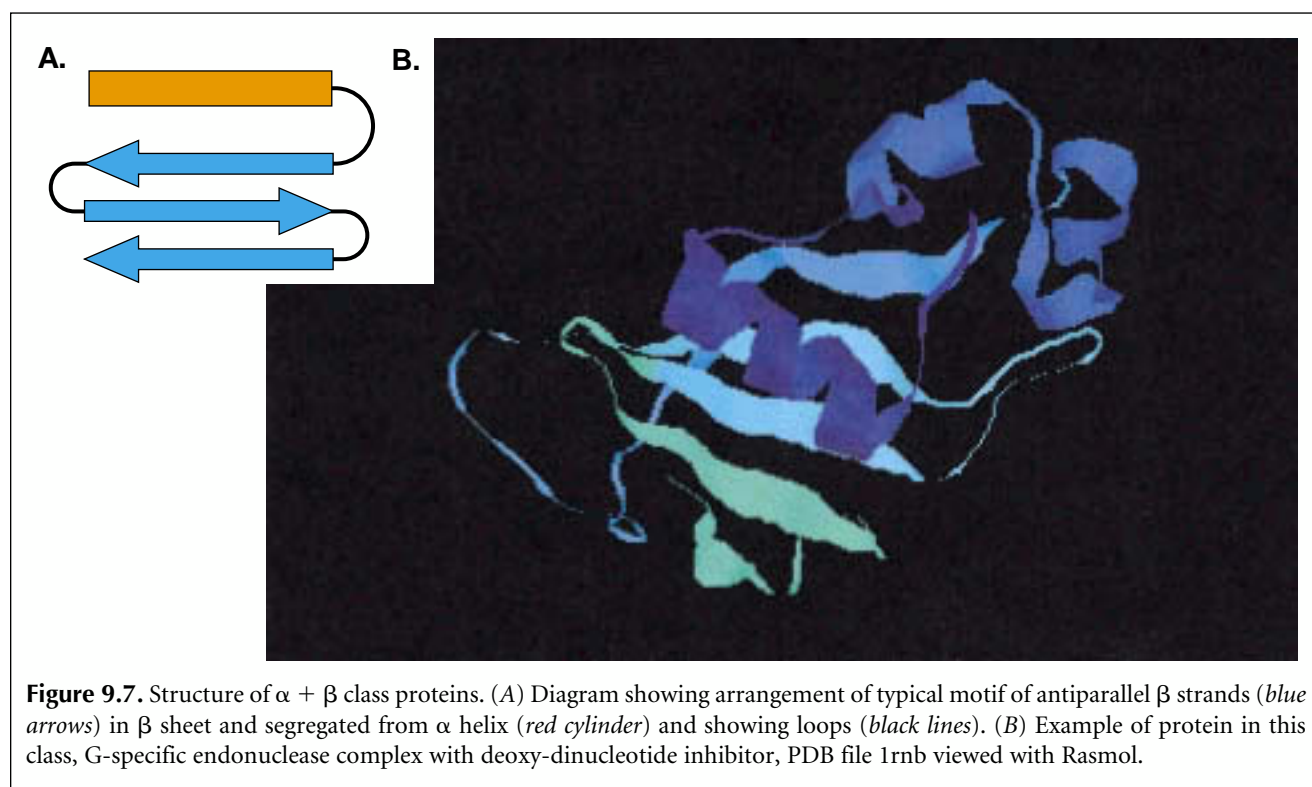 A.
B.
Figure 9.7. Structure of α + β class proteins. (A) Diagram showing arrangement of typical motif of antiparallel β strands (blue
arrows) in β sheet and segregated from α helix (red cylinder) and showing loops (black lines). (B) Example of protein in this
class, G-specific endonuclease complex with deoxy-dinucleotide inhibitor, PDB file 1rnb viewed with Rasmol.